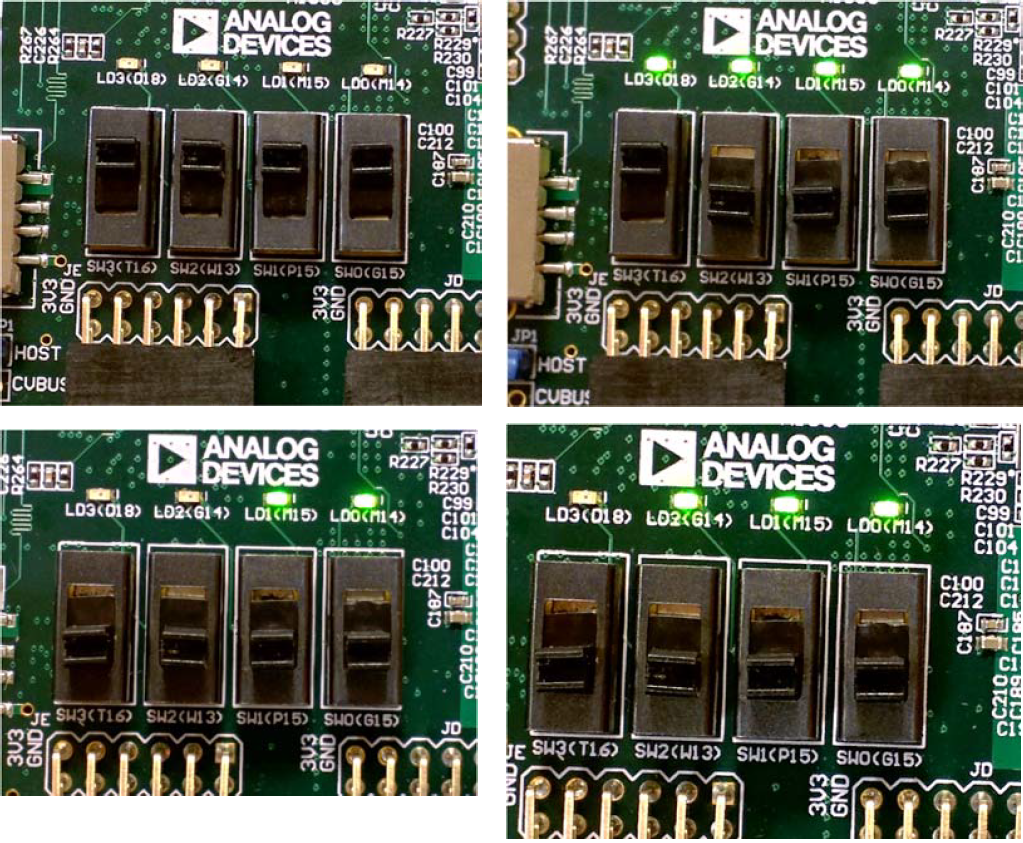 R267
C226
R264
ANALOG
DEVICES
R227
R229
R230
C99
C101
C104
LD3(D18)
LD2(G14)
LD1(M15)
LD0(M14)
C100
C212
C187
C210
SW3(T16)
SW2(W13)
SW1(P15)
SW0(G15)
JE
3V3
GND
3V3
GND
JD
HOST
R267
C226
R264
ANALOG
DEVICES
R227
R229
R230
C99
C101
C104
LD3(D18)
LD2(G14)
LD1(M15)
LD0(M14)
C100
C212
C187
C210
SW3(T16)
SW2(W13)
SW1(P15)
SW0(G15)
JE
3V3
GND
3V3
GND
JD
JP1
HOST
CVBUS
C226
R264
ANALOG
DEVICES
R227
R229
R230
C99
C101
C104
LD3(D18)
LD2(G14)
LD1(M15)
LD0(M14)
C100
C212
C187
C210
SW3(T16)
SW2(W13)
SW1(P15)
SW0(G15)
JE
3V3
GND
3V3
GND
JD
ANALOG
DEVICES
R227
R229
R230
C99
C101
C104
LD3(D18)
LD2(G14)
LD1(M15)
LD0(M14)
C100
C212
C187
C210
SW3(T16)
SW2(W13)
SW1(P15)
SW0(G15)
JE
GND
3V3
GND
JD